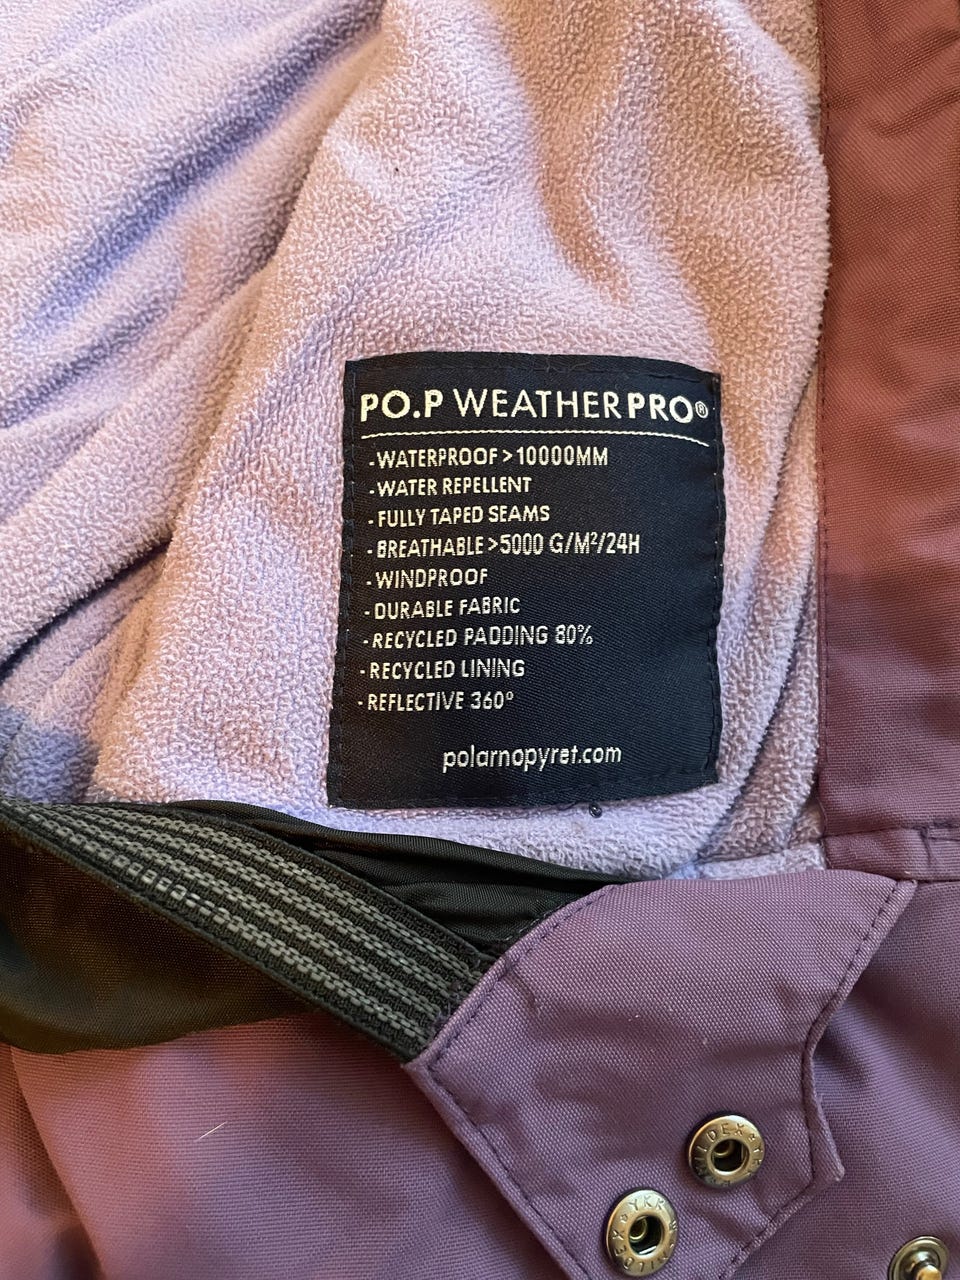 PO.P WEATHERPRO®
-WATERPROOF >10000MM
-WATER REPELLENT
-FULLY TAPED SEAMS
-BREATHABLE >5000 G/M²/24H
-WINDPROOF
-DURABLE FABRIC
-RECYCLED PADDING 80%
-RECYCLED LINING
-REFLECTIVE 360°
polarnopyret.com
YKK